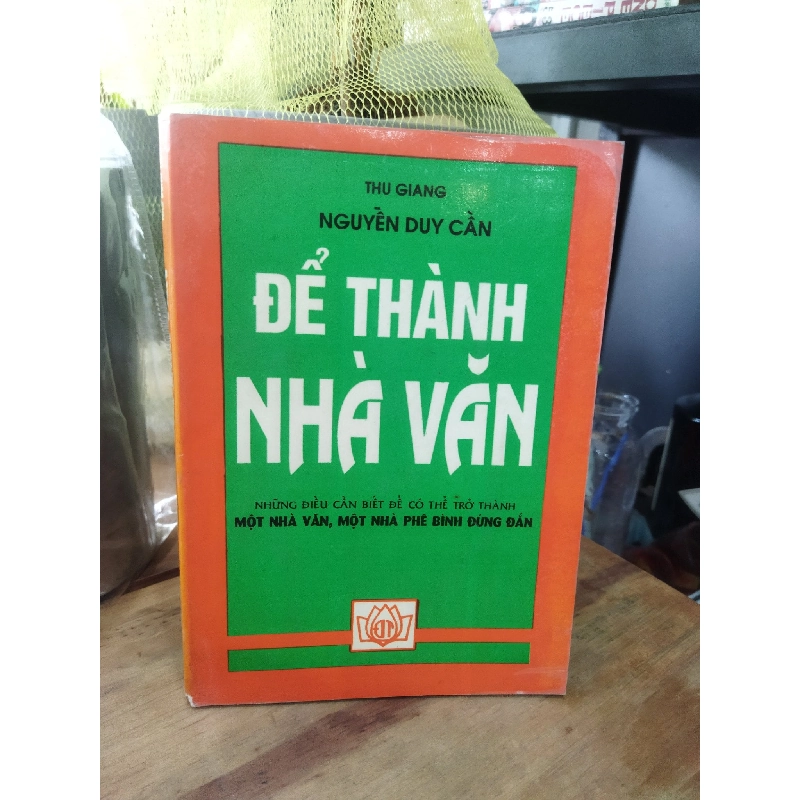 THU GIANG
NGUYỄN DUY CẦN
ĐỂ THÀNH
NHÀ VĂN
NHỮNG ĐIỀU CẦN BIẾT ĐỂ CÓ THỂ TRỞ THÀNH
MỘT NHÀ VĂN, MỘT NHÀ PHÊ BÌNH ĐỨNG ĐẮN